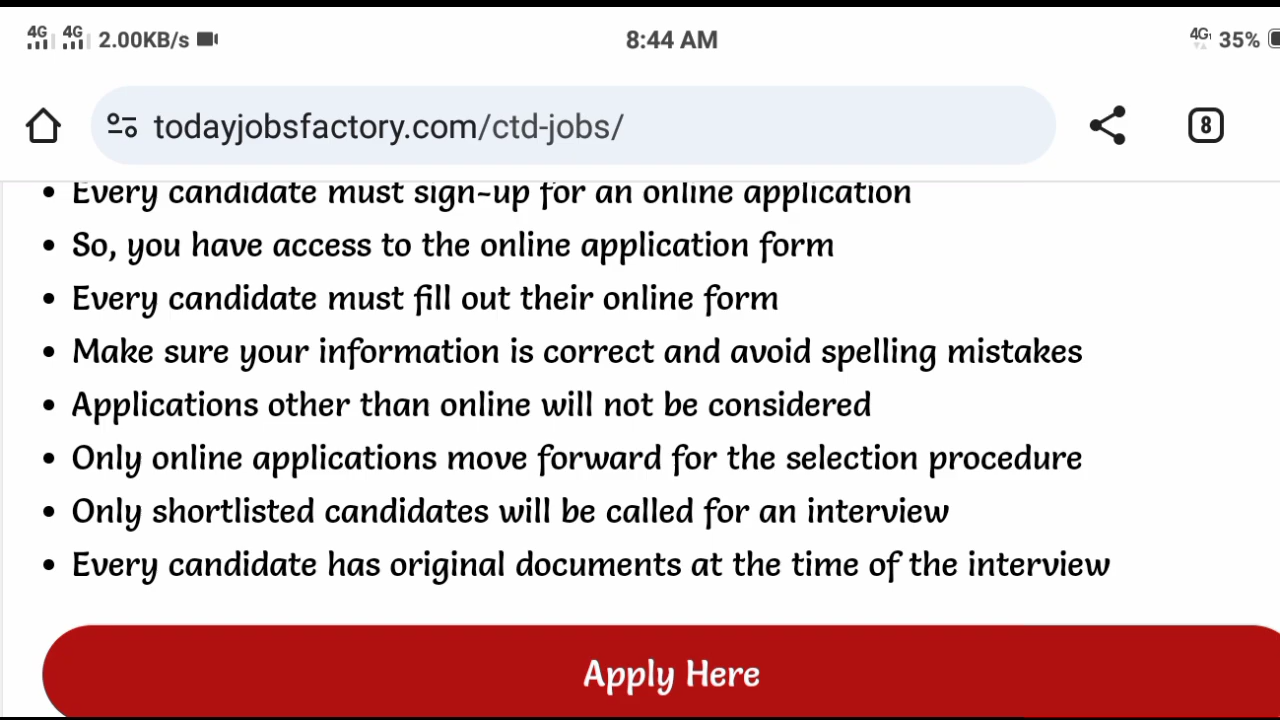 4G 4G 2.00KB/s 8:44 AM 4G 35%
todayjobsfactory.com/ctd-jobs/ 8
• Every candidate must sign-up for an online application
• So, you have access to the online application form
• Every candidate must fill out their online form
• Make sure your information is correct and avoid spelling mistakes
• Applications other than online will not be considered
• Only online applications move forward for the selection procedure
• Only shortlisted candidates will be called for an interview
• Every candidate has original documents at the time of the interview
Apply Here